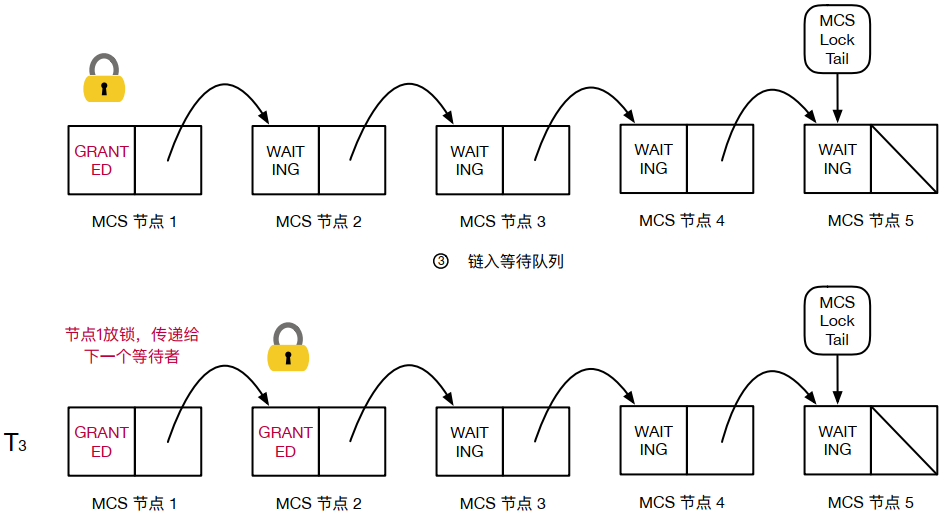 MCS
Lock
Tail
GRANT
ED
WAIT
ING
WAIT
ING
WAIT
ING
WAIT
ING
MCS 节点 1
MCS 节点 2
MCS 节点 3
MCS 节点 4
MCS 节点 5
③ 链入等待队列
MCS
Lock
Tail
节点1放锁，传递给
下一个等待者
T3
GRANT
ED
GRANT
ED
WAIT
ING
WAIT
ING
WAIT
ING
MCS 节点 1
MCS 节点 2
MCS 节点 3
MCS 节点 4
MCS 节点 5